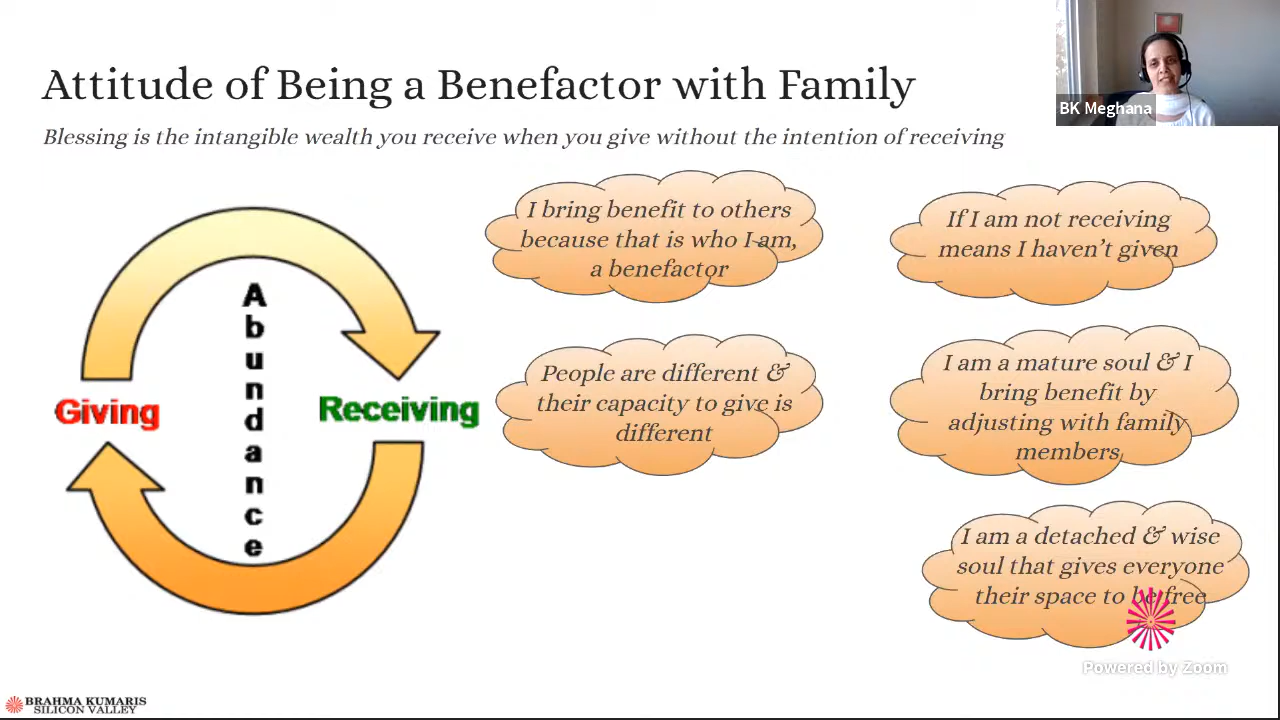 Attitude of Being a Benefactor with Family
BK Meghana
Blessing is the intangible wealth you receive when you give without the intention of receiving
Giving
Abundance
Receiving
I bring benefit to others
because that is who I am,
a benefactor
If I am not receiving
means I haven't given
People are different &
their capacity to give is
different
I am a mature soul & I
bring benefit by
adjusting with family
members
I am a detached & wise
soul that gives everyone
their space to be free
Powered by Zoom
BRAHMA KUMARIS
SILICON VALLEY